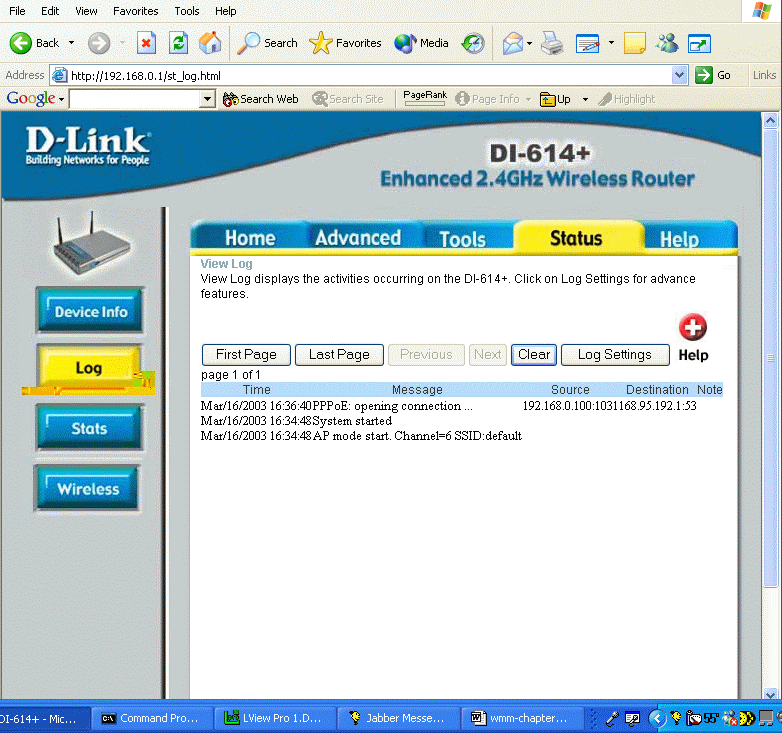 File Edit View Favorites Tools Help
Back Search Favorites Media
Address http://192.168.0.1/st_log.html Go Links
Google Search Web Search Site PageRank Page Info Up Highlight
D-Link
Building Networks for People
DI-614+
Enhanced 2.4GHz Wireless Router
Home Advanced Tools Status Help
View Log
View Log displays the activities occurring on the DI-614+. Click on Log Settings for advance
features.
Device Info
Log
Stats
Wireless
First Page Last Page Previous Next Clear Log Settings Help
page 1 of 1
Time Message Source Destination Note
Mar/16/2003 16:36:40 PPPoE: opening connection ... 192.168.0.100:1031 168.95.192.1:53
Mar/16/2003 16:34:48 System started
Mar/16/2003 16:34:48 AP mode start. Channel=6 SSID:default
DI-614+ - Mic... Command Pro... LView Pro 1.D... Jabber Messe... wmm-chapter... 55°